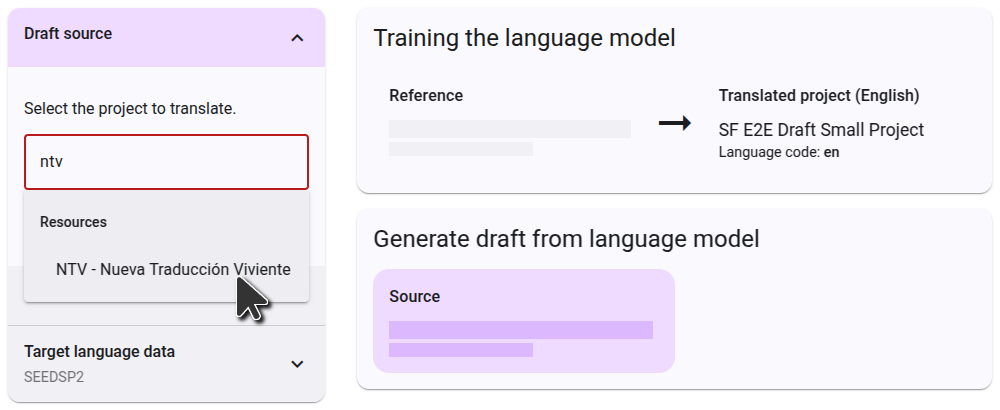 Draft source
Select the project to translate.
ntv
Resources
NTV - Nueva Traducción Viviente
Target language data
SEEDSP2
Training the language model
Reference
Translated project (English)
SF E2E Draft Small Project
Language code: en
Generate draft from language model
Source